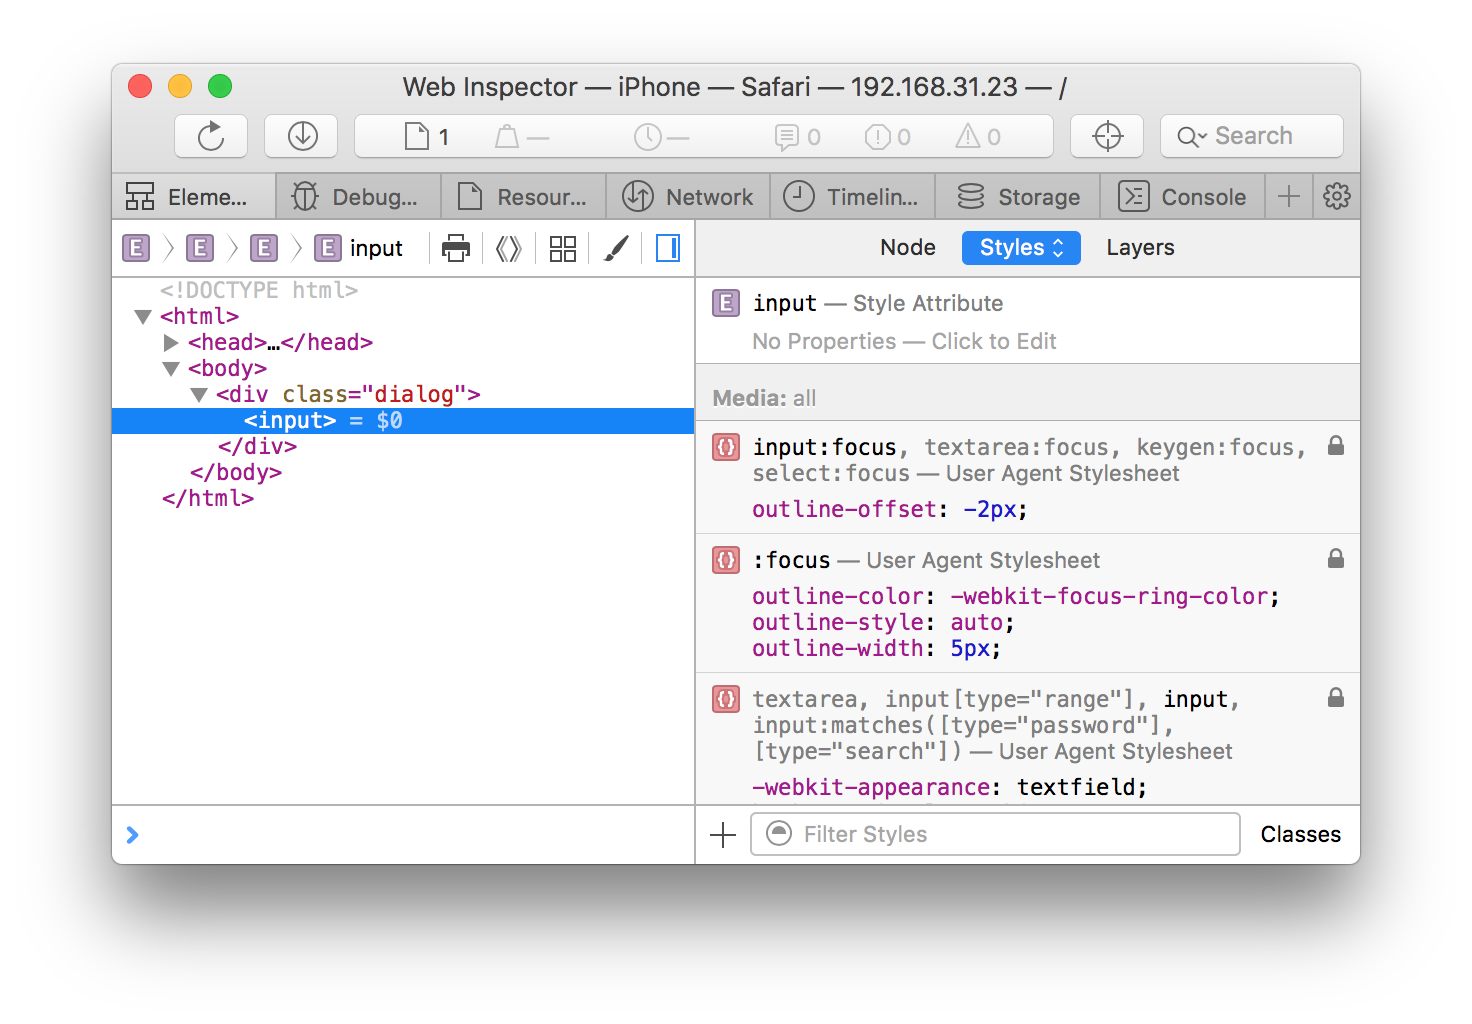 Web Inspector — iPhone — Safari — 192.168.31.23 — /
1 — — 0 0 0 Search
Eleme... Debug... Resour... Network Timelin... Storage Console
E E E E input
Node Styles Layers
<!DOCTYPE html>
<html>
<head>…</head>
<body>
<div class="dialog">
<input> = $0
</div>
</body>
</html>
E input — Style Attribute
No Properties — Click to Edit
Media: all
{} input:focus, textarea:focus, keygen:focus,
select:focus — User Agent Stylesheet
outline-offset: -2px;
{} :focus — User Agent Stylesheet
outline-color: -webkit-focus-ring-color;
outline-style: auto;
outline-width: 5px;
{} textarea, input[type="range"], input,
input:matches([type="password"],
[type="search"]) — User Agent Stylesheet
-webkit-appearance: textfield;
Filter Styles Classes